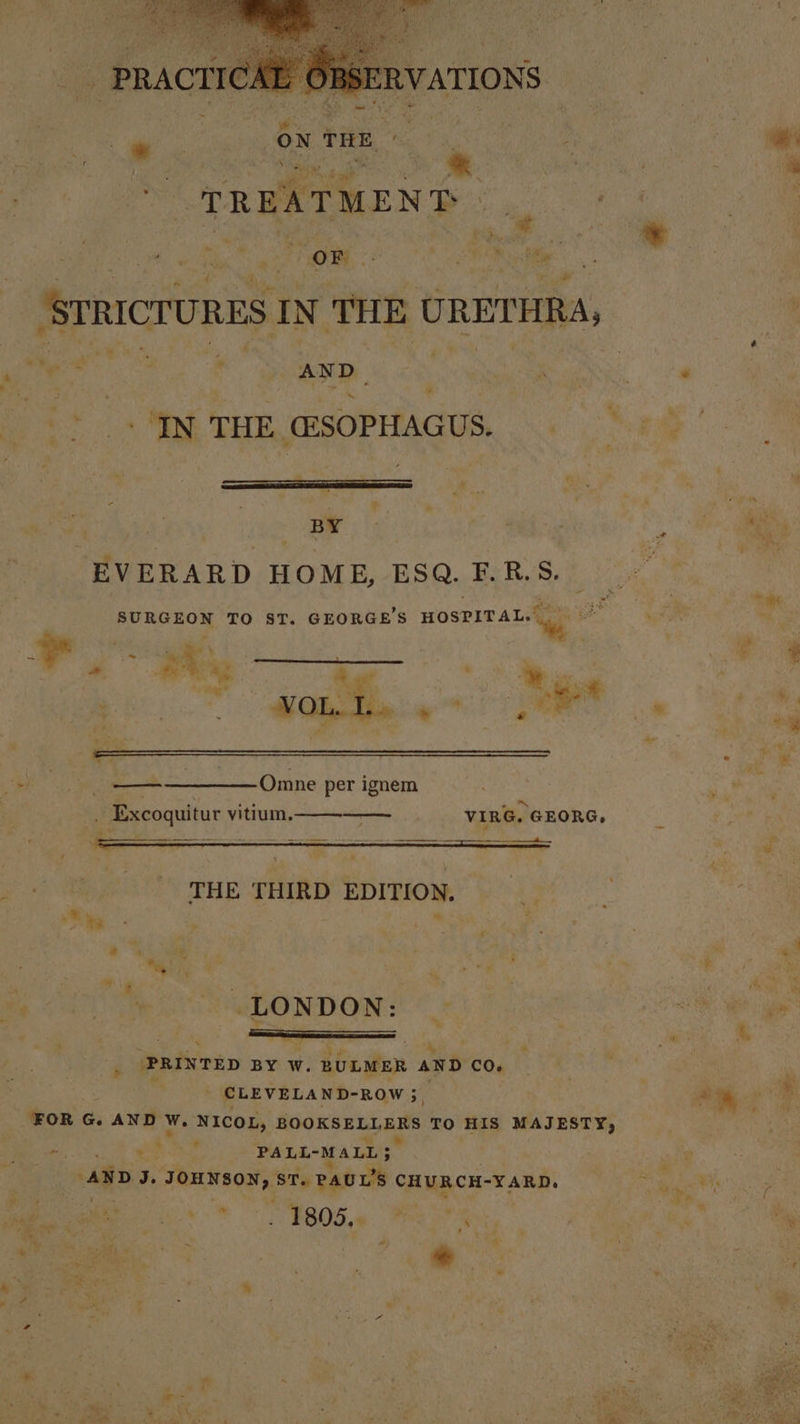 PRACTICAL OBSERVATIONS
ON THE
TREATMENT
OF
STRICTURES IN THE URETHRA,
AND
IN THE ŒSOPHAGUS.
BY
EVERARD HOME, ESQ. F. R. S.
SURGEON TO ST. GEORGE'S HOSPITAL.
VOL. I.
Omne per ignem
Excoquitur vitium. VIRG. GEORG.
THE THIRD EDITION.
LONDON:
PRINTED BY W. BULMER AND CO.
CLEVELAND-ROW;
FOR G. AND W. NICOL, BOOKSELLERS TO HIS MAJESTY,
PALL-MALL;
AND J. JOHNSON, ST. PAUL'S CHURCH-YARD.
1805.